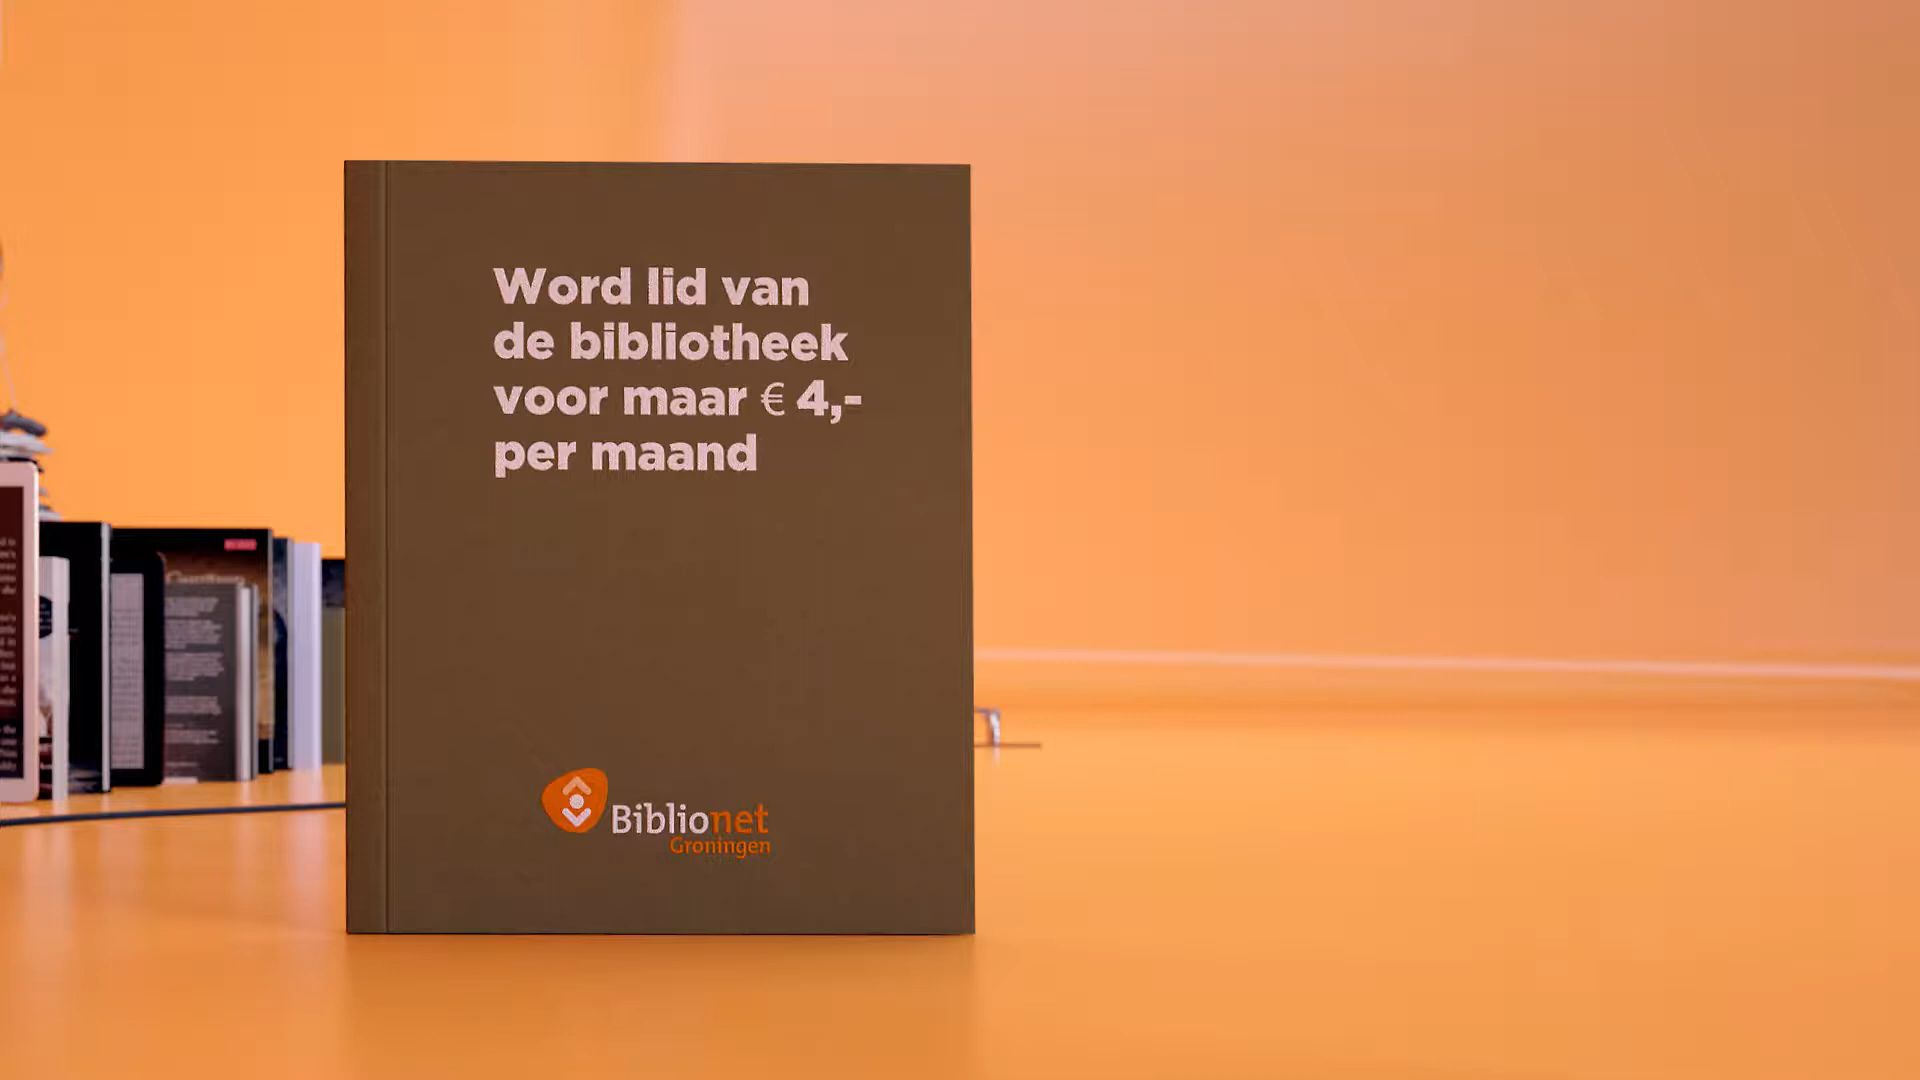 Word lid van
de bibliotheek
voor maar € 4,-
per maand
Biblionet
Groningen